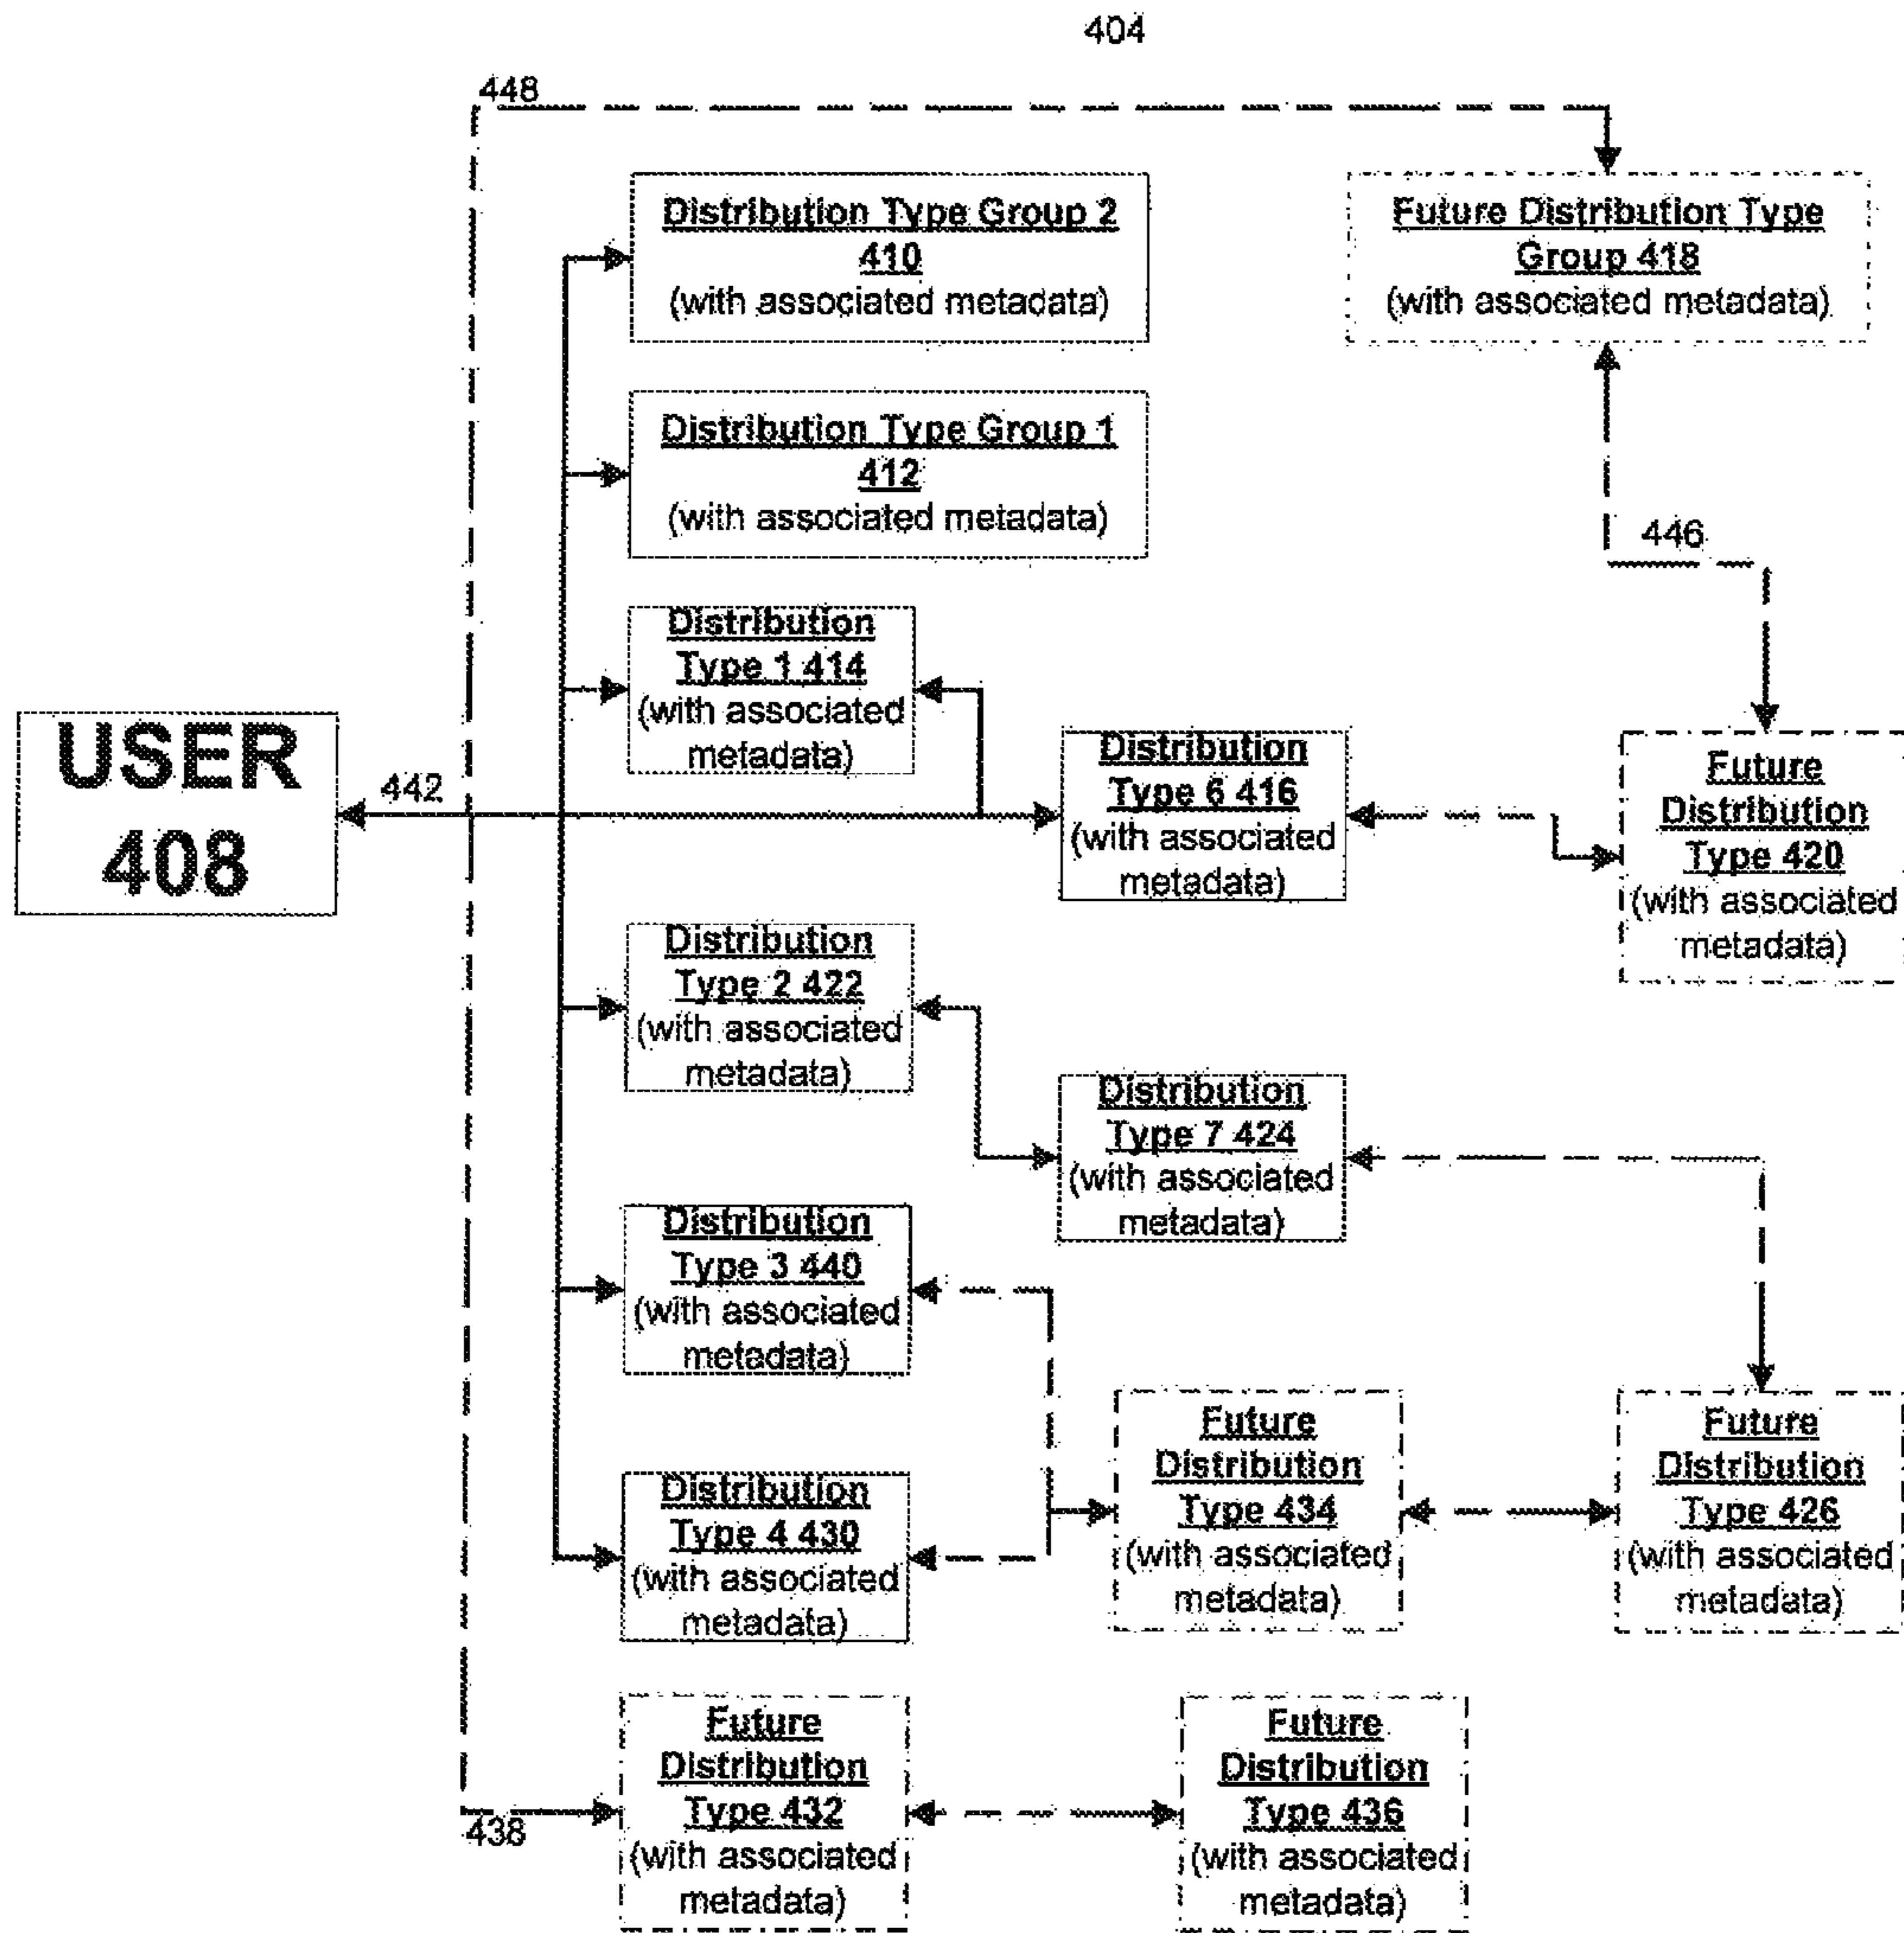 404
448
Distribution Type Group 2
410
(with associated metadata)
Future Distribution Type
Group 418
(with associated metadata)
Distribution Type Group 1
412
(with associated metadata)
446
Distribution
Type 1 414
(with associated
metadata)
USER
408
442
Distribution
Type 6 416
(with associated
metadata)
Future
Distribution
Type 420
(with associated
metadata)
Distribution
Type 2 422
(with associated
metadata)
Distribution
Type 7 424
(with associated
metadata)
Distribution
Type 3 440
(with associated
metadata)
Distribution
Type 4 430
(with associated
metadata)
Future
Distribution
Type 434
(with associated
metadata)
Future
Distribution
Type 426
(with associated
metadata)
438
Future
Distribution
Type 432
(with associated
metadata)
Future
Distribution
Type 436
(with associated
metadata)